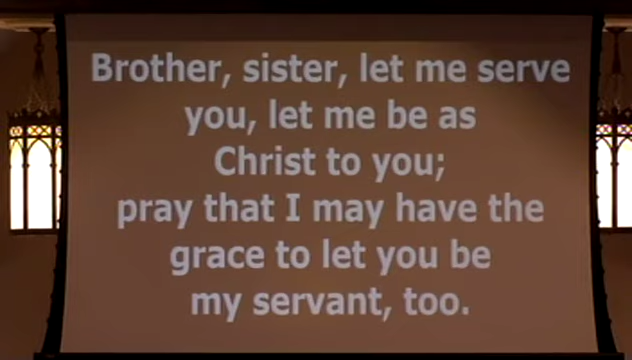 Brother, sister, let me serve
you, let me be as
Christ to you;
pray that I may have the
grace to let you be
my servant, too.